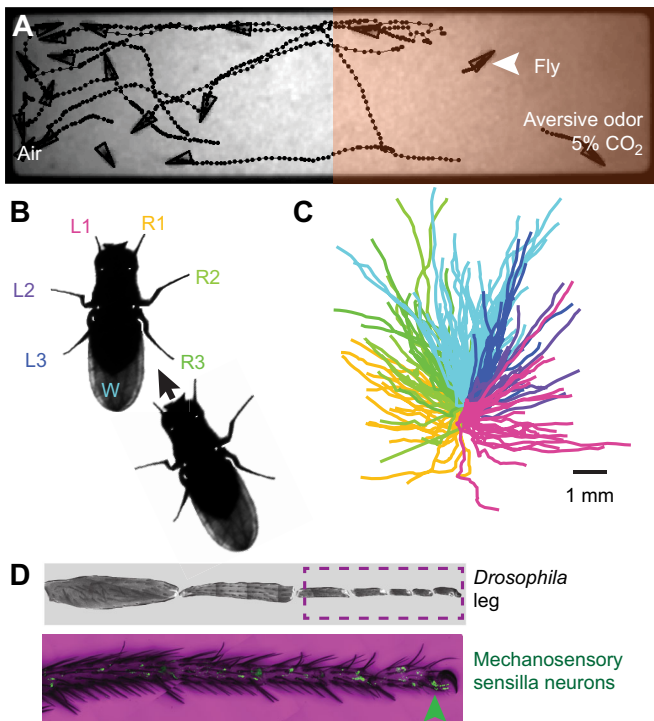 A
Fly
Aversive odor
5% CO₂
Air
B
C
L1
R1
L2
R2
L3
R3
W
1 mm
D
Drosophila
leg
Mechanosensory
sensilla neurons